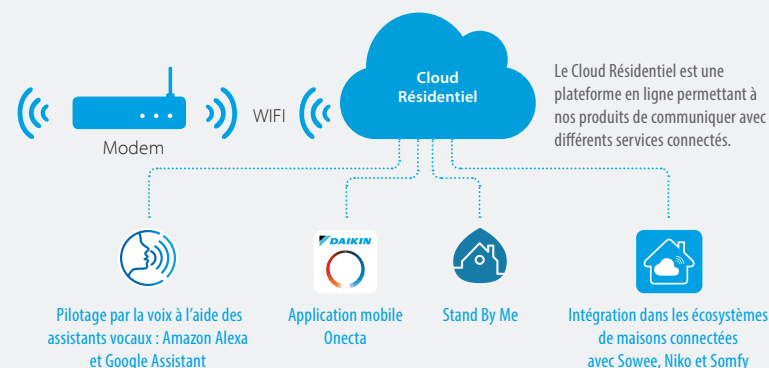 Cloud
Résidentiel
Le Cloud Résidentiel est une
plateforme en ligne permettant à
nos produits de communiquer avec
différents services connectés.
WIFI
Modem
DAIKIN
Pilotage par la voix à l'aide des
assistants vocaux : Amazon Alexa
et Google Assistant
Application mobile
Onecta
Stand By Me
Intégration dans les écosystèmes
de maisons connectées
avec Sowee, Niko et Somfy